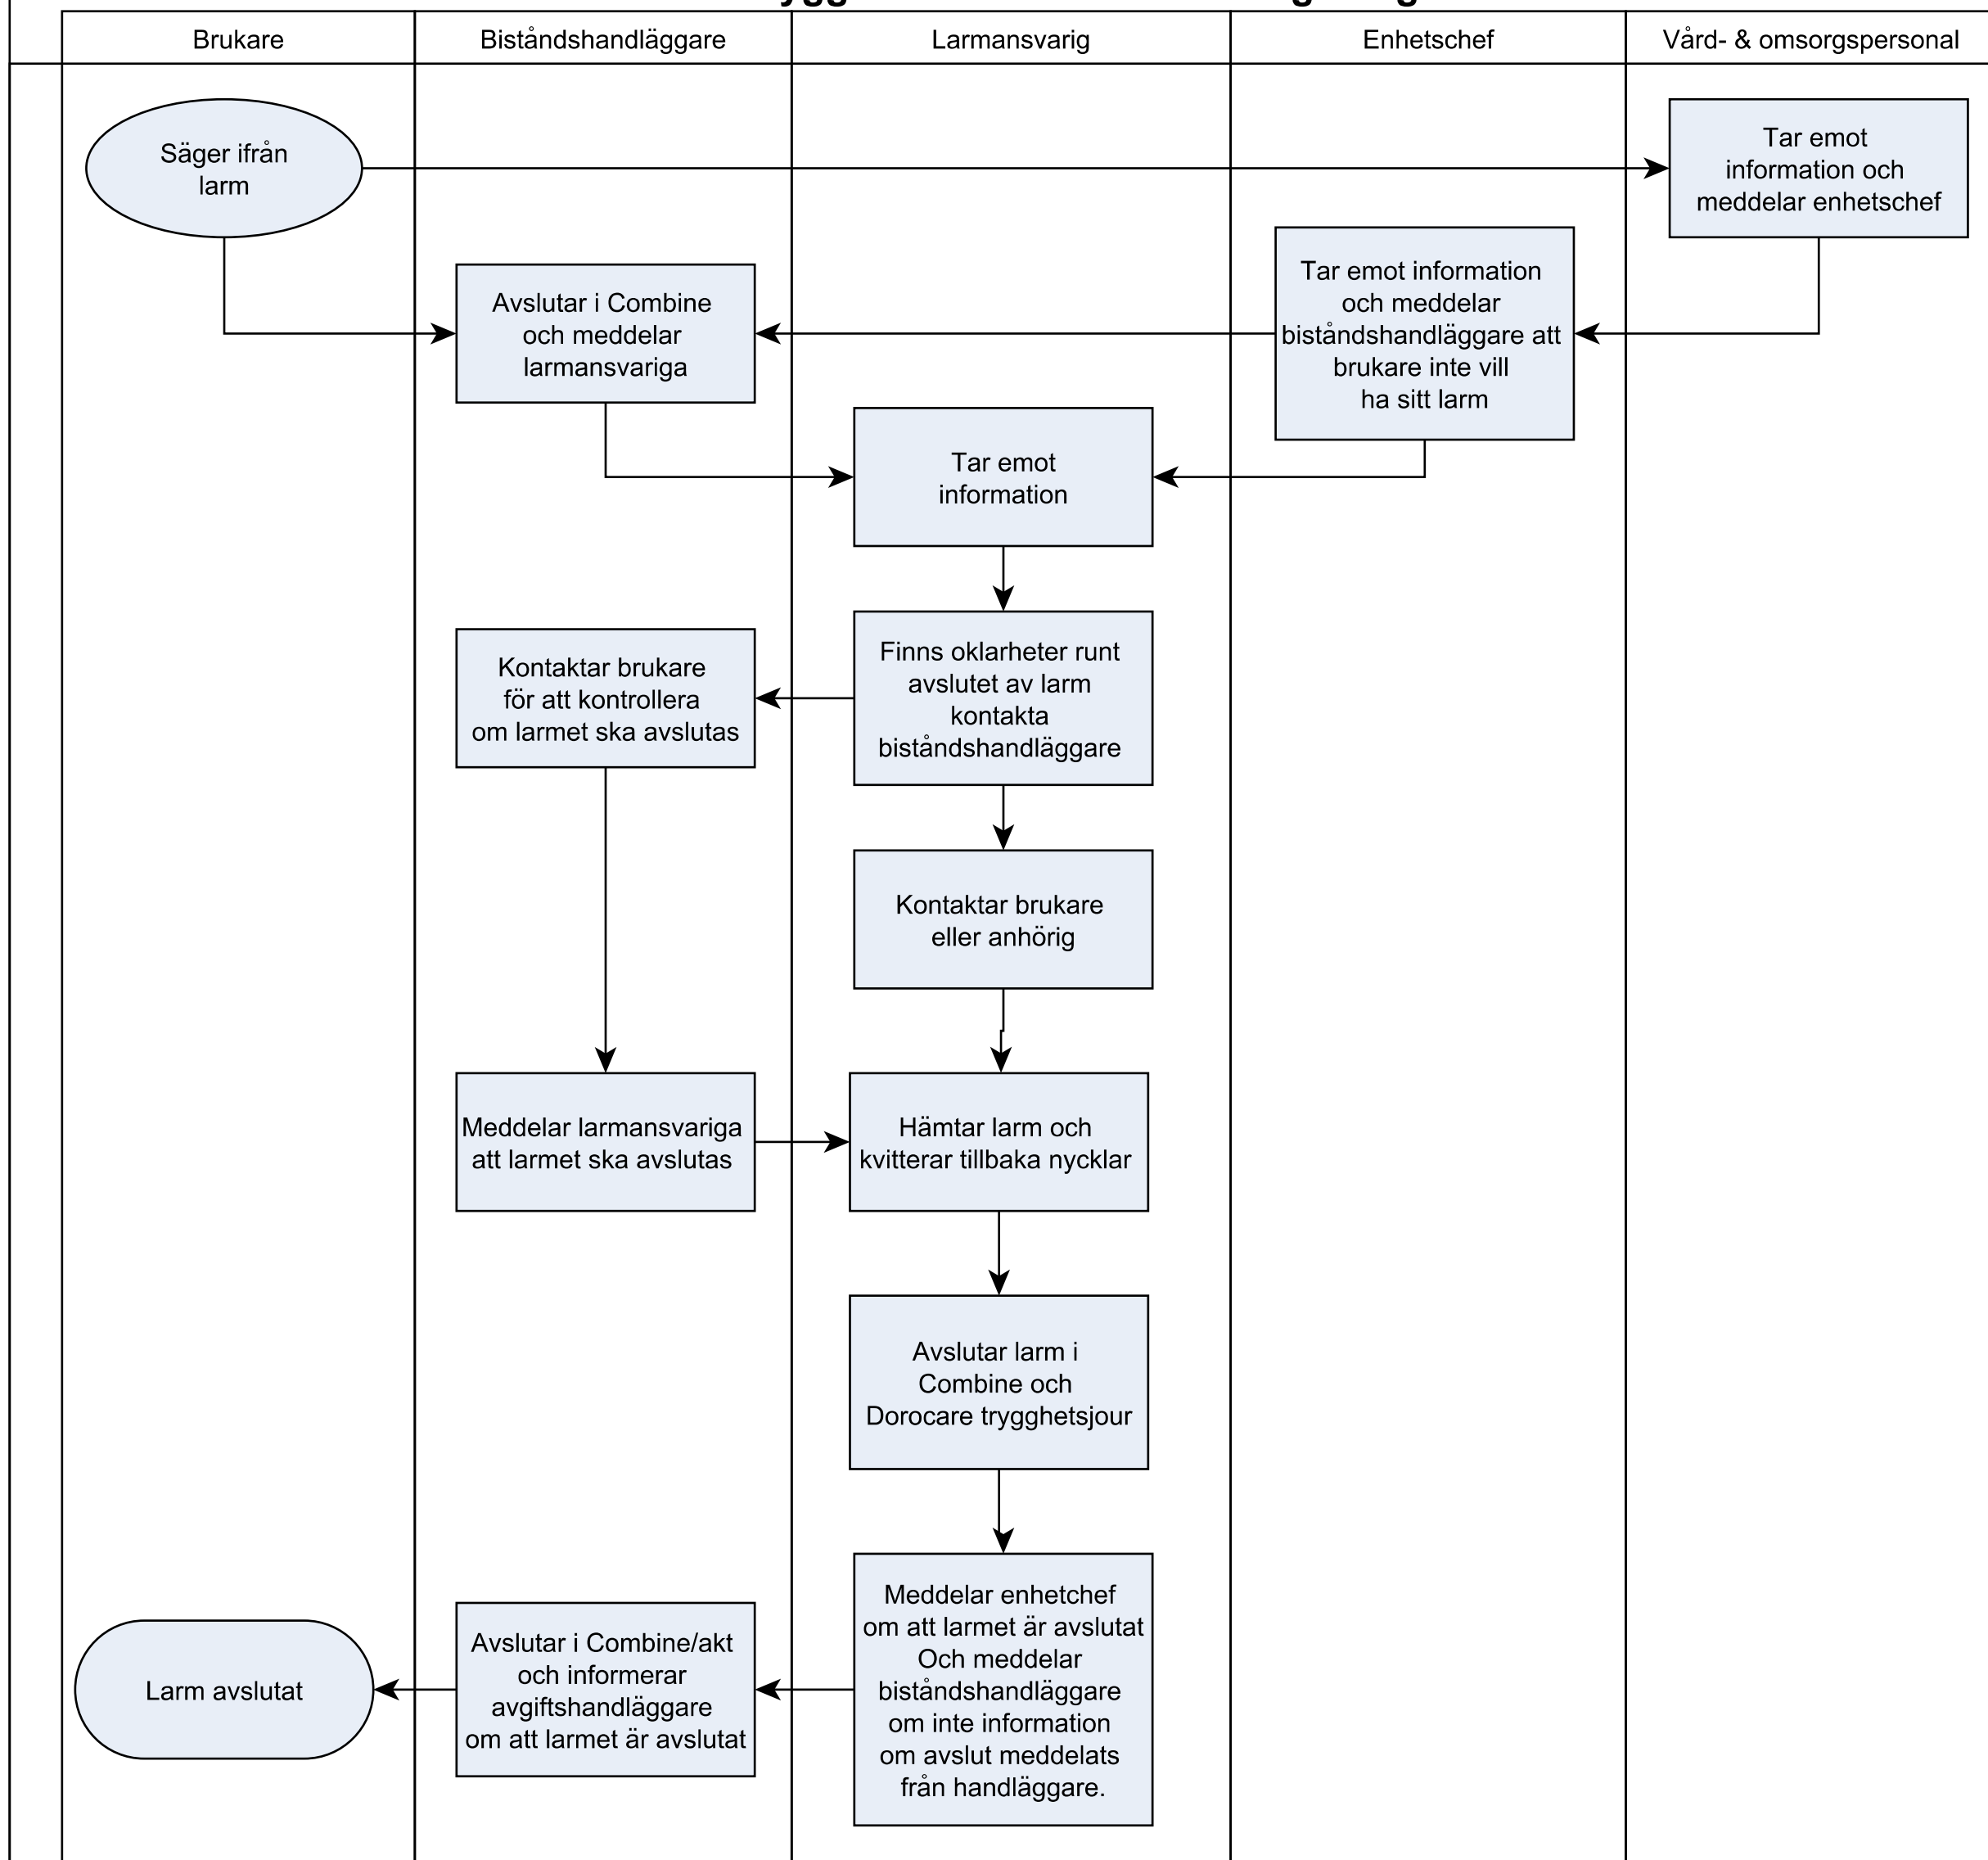 Brukare
Biståndshandläggare
Larmansvarig
Enhetschef
Vård- & omsorgspersonal
Säger ifrån
larm
Tar emot
information och
meddelar enhetschef
Avslutar i Combine
och meddelar
larmansvariga
Tar emot information
och meddelar
biståndshandläggare att
brukare inte vill
ha sitt larm
Tar emot
information
Kontaktar brukare
för att kontrollera
om larmet ska avslutas
Finns oklarheter runt
avslutet av larm
kontakta
biståndshandläggare
Kontaktar brukare
eller anhörig
Meddelar larmansvariga
att larmet ska avslutas
Hämtar larm och
kvitterar tillbaka nycklar
Avslutar larm i
Combine och
Dorocare trygghetsjour
Larm avslutat
Avslutar i Combine/akt
och informerar
avgiftshandläggare
om att larmet är avslutat
Meddelar enhetchef
om att larmet är avslutat
Och meddelar
biståndshandläggare
om inte information
om avslut meddelats
från handläggare.